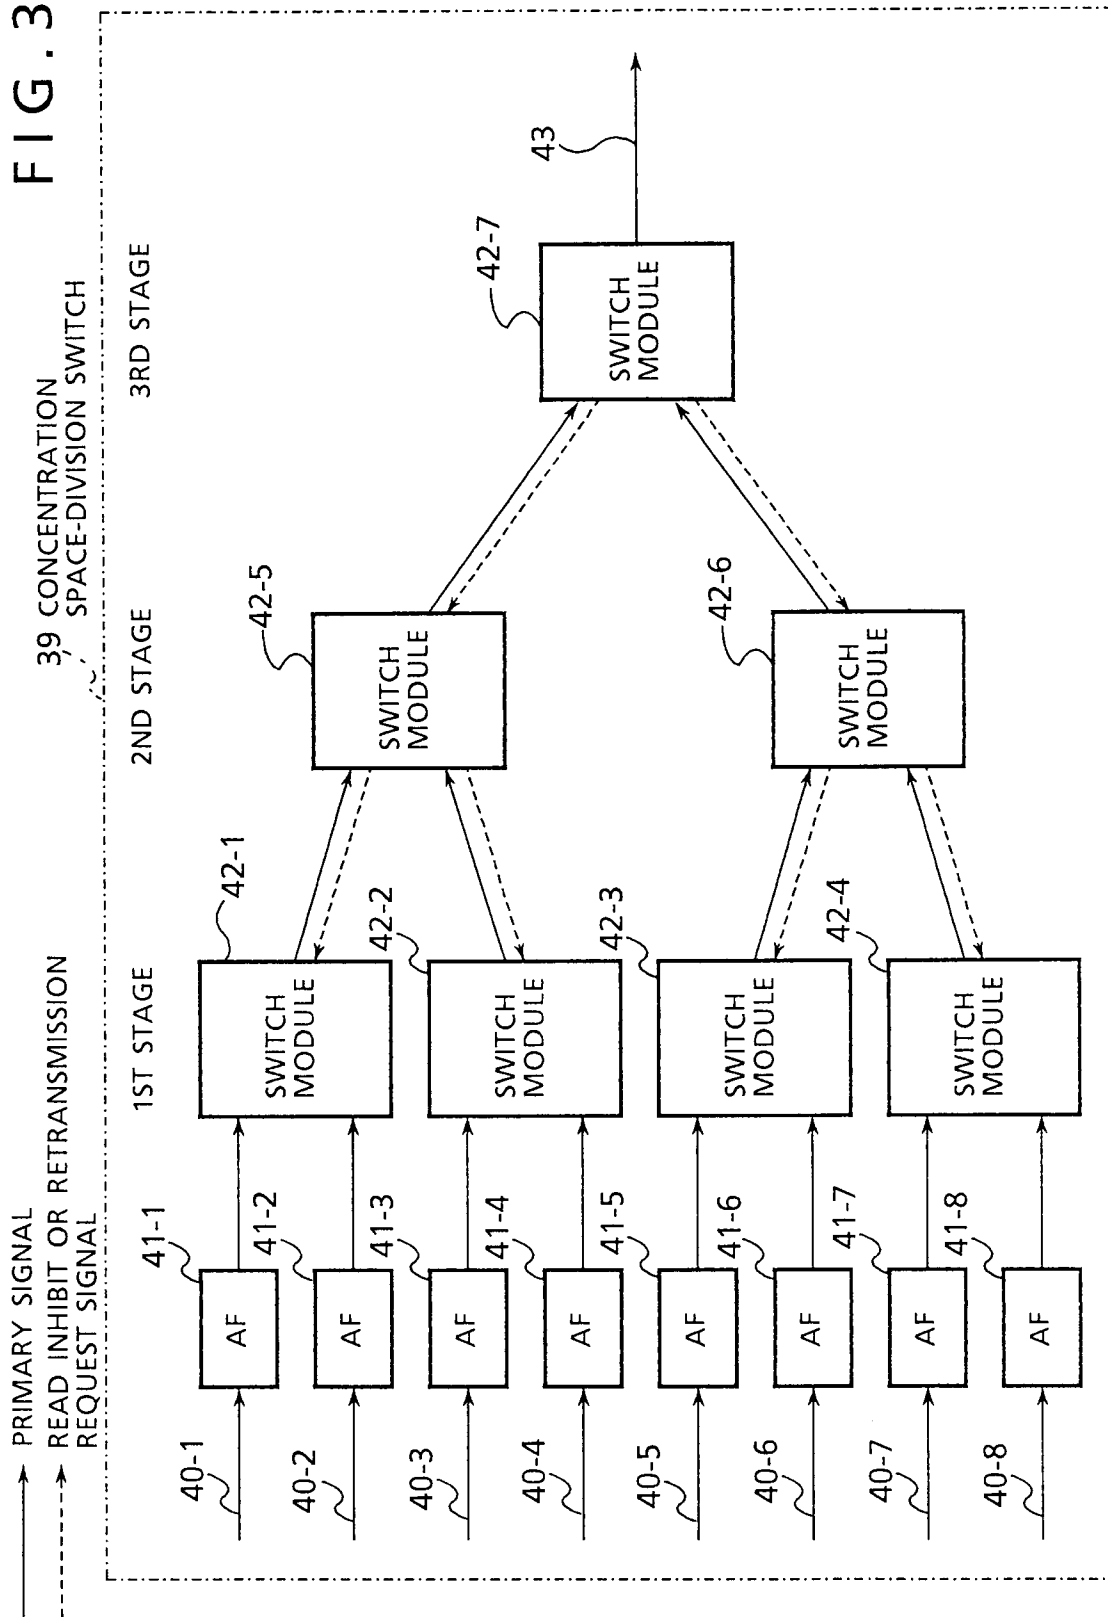 FIG. 3
PRIMARY SIGNAL
READ INHIBIT OR RETRANSMISSION
REQUEST SIGNAL
39 CONCENTRATION
SPACE-DIVISION SWITCH
1ST STAGE
2ND STAGE
3RD STAGE
40-1
41-1
AF
40-2
41-2
AF
40-3
41-3
AF
40-4
41-4
AF
40-5
41-5
AF
40-6
41-6
AF
40-7
41-7
AF
40-8
41-8
AF
42-1
SWITCH
MODULE
42-2
SWITCH
MODULE
42-3
SWITCH
MODULE
42-4
SWITCH
MODULE
42-5
SWITCH
MODULE
42-6
SWITCH
MODULE
42-7
SWITCH
MODULE
43